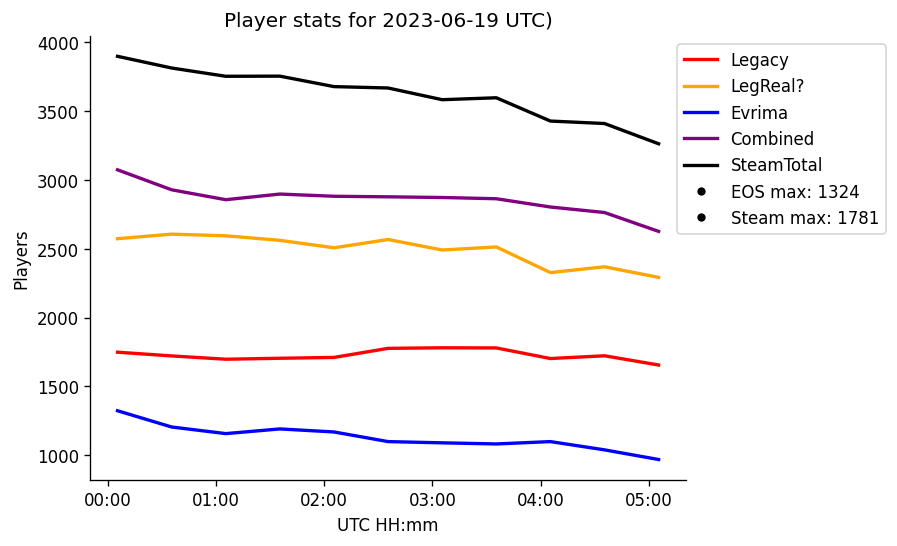 Player stats for 2023-06-19 UTC)
4000
3500
3000
2500
2000
1500
1000
Players
00:00 01:00 02:00 03:00 04:00 05:00
UTC HH:mm
Legacy
LegReal?
Evrima
Combined
SteamTotal
EOS max: 1324
Steam max: 1781